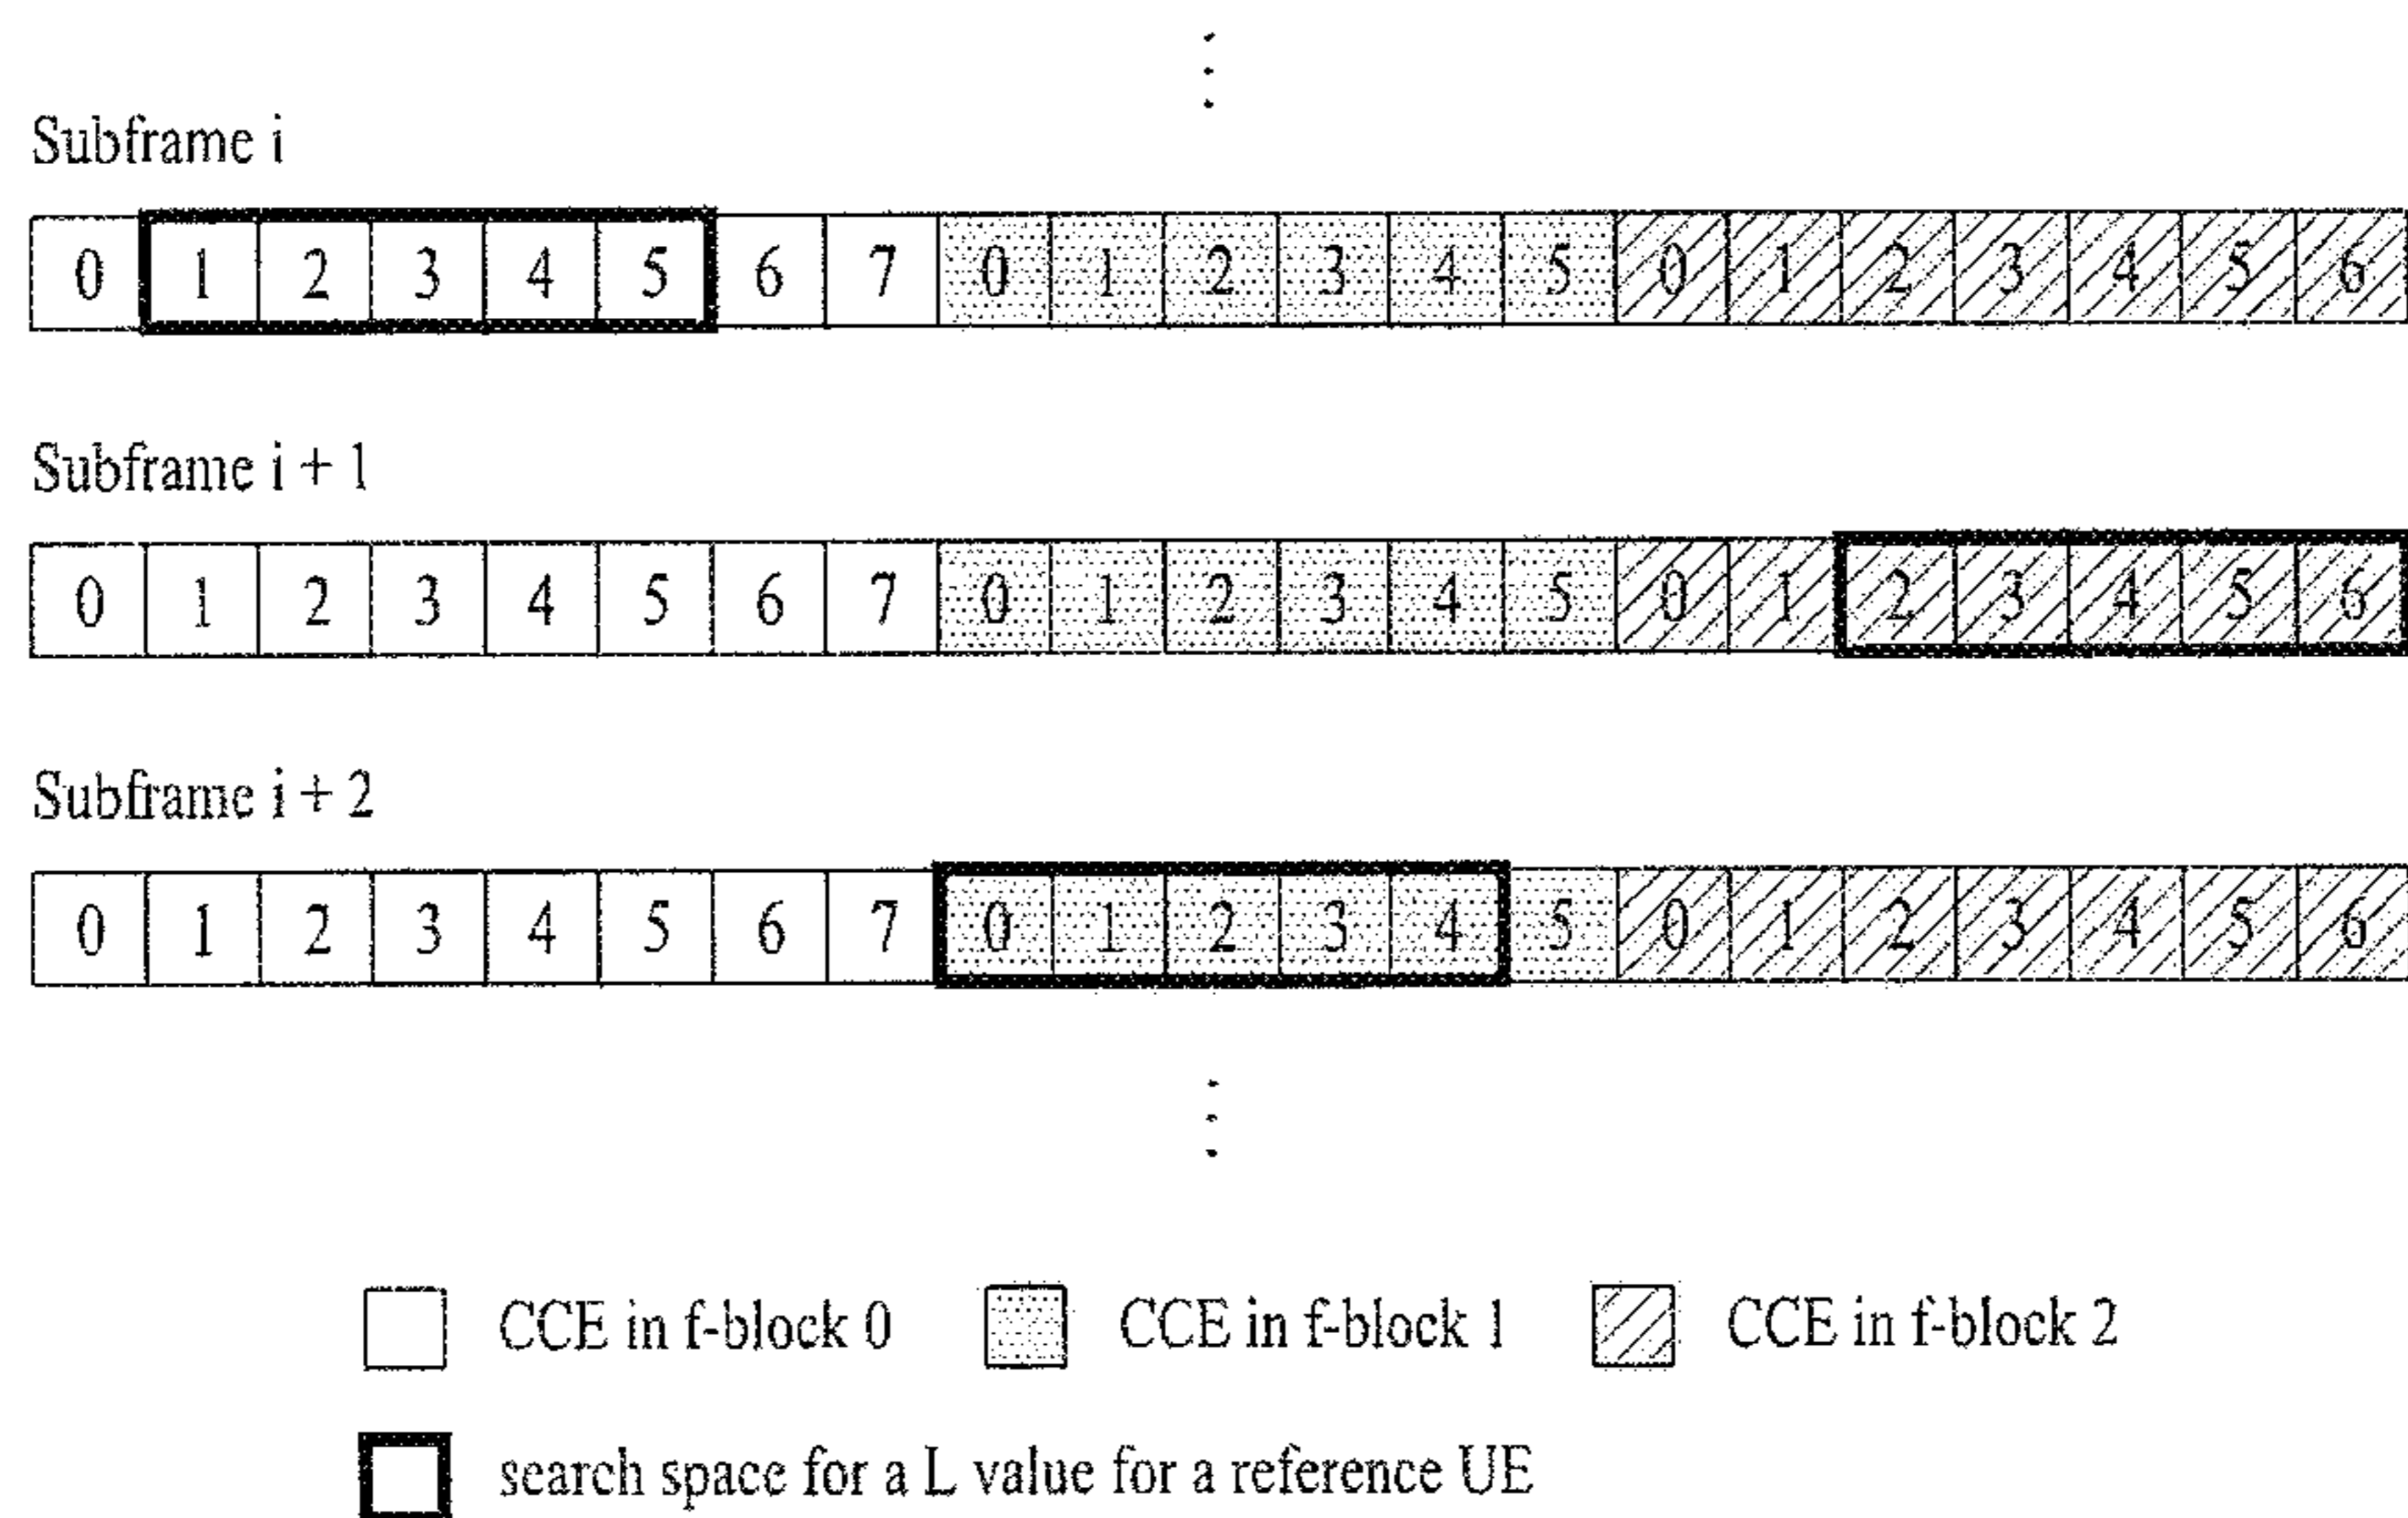 Subframe i
0 1 2 3 4 5 6 7 0 1 2 3 4 5 0 1 2 3 4 5 6
Subframe i + 1
0 1 2 3 4 5 6 7 0 1 2 3 4 5 0 1 2 3 4 5 6
Subframe i + 2
0 1 2 3 4 5 6 7 0 1 2 3 4 5 0 1 2 3 4 5 6
CCE in f-block 0 CCE in f-block 1 CCE in f-block 2
search space for a L value for a reference UE